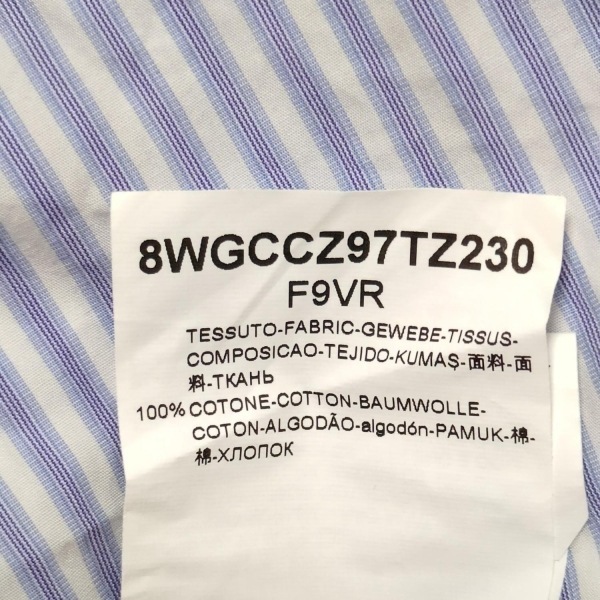 8WGCCZ97TZ230
F9VR
TESSUTO-FABRIC-GEWEBE-TISSUS-
COMPOSICAO-TEJIDO-KUMAŞ-面料-面
料-ТКАНЬ
100% COTONE-COTTON-BAUMWOLLE-
COTON-ALGODÃO-algodón-PAMUK-棉-
棉-ХЛОПОК